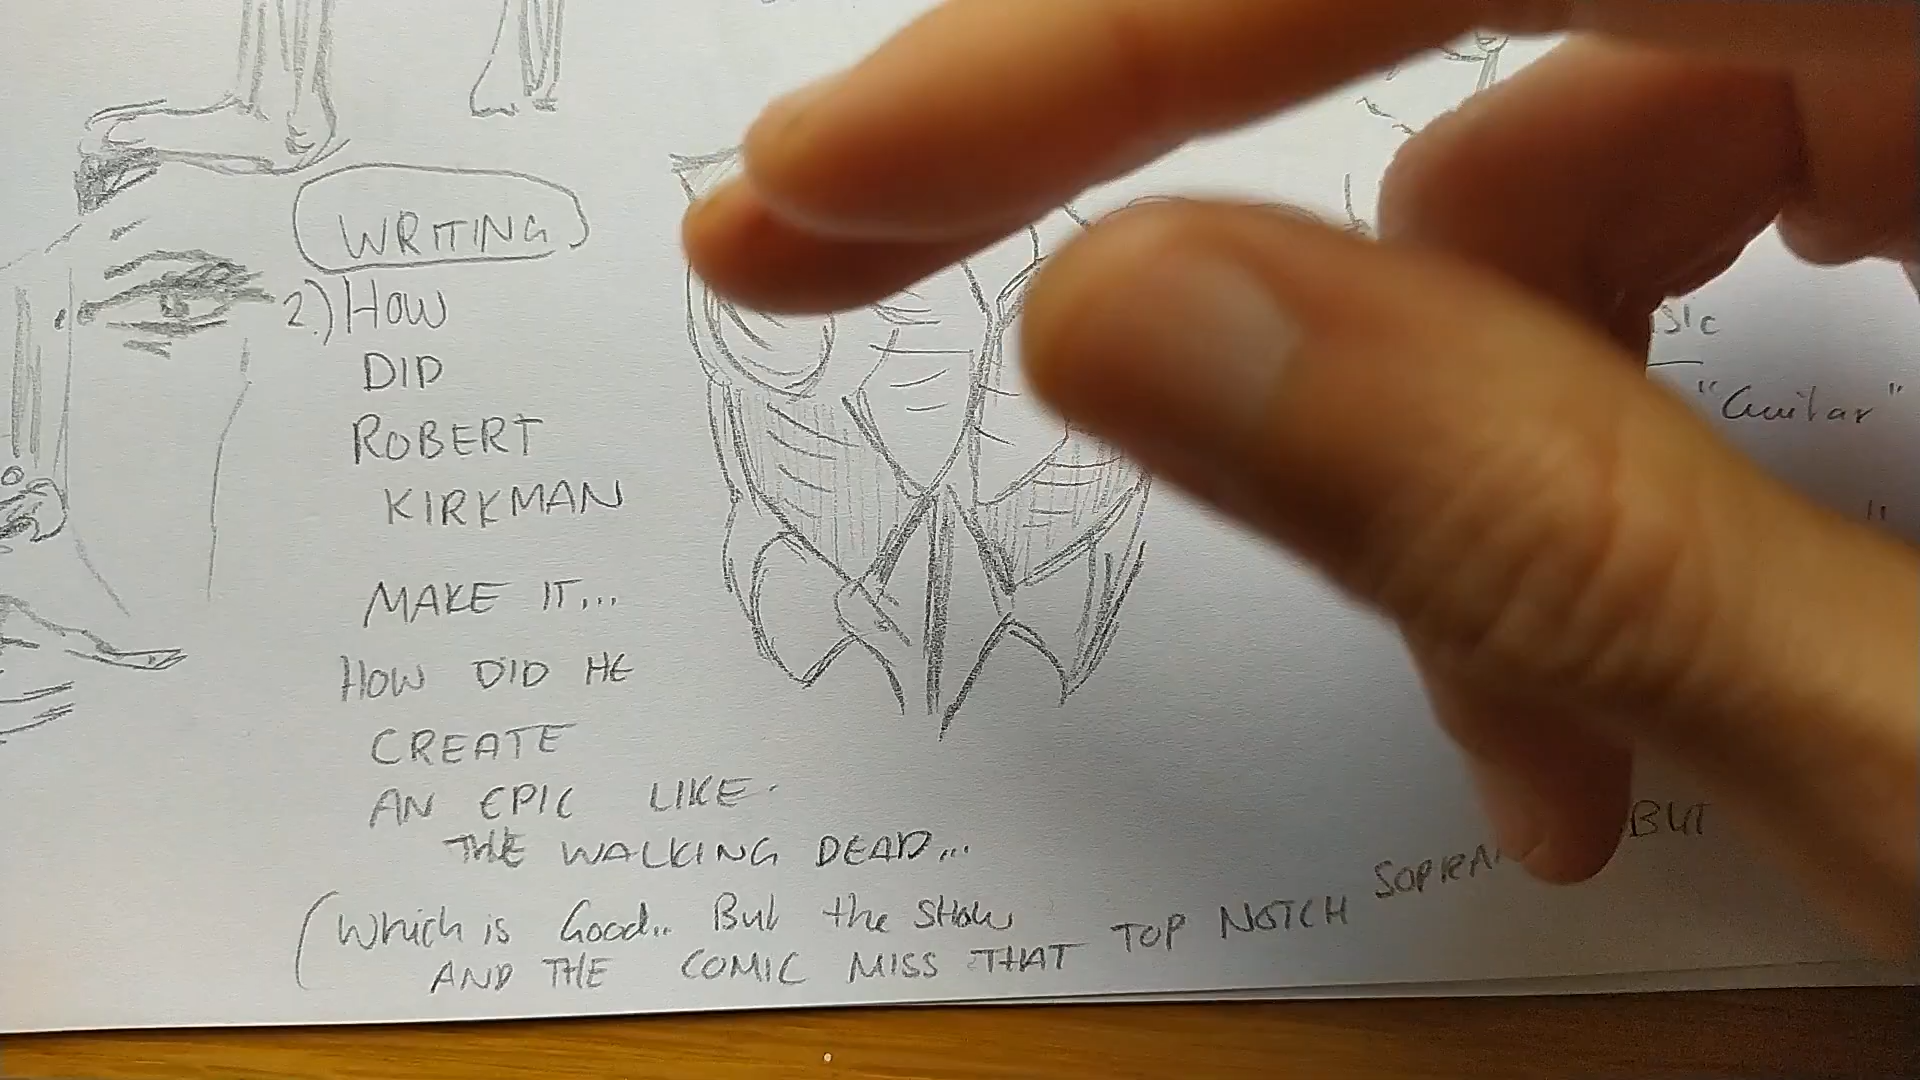 WRITING
2.) HOW
DID
ROBERT
KIRKMAN
MAKE IT...
HOW DID HE
CREATE
AN EPIC LIKE.
THE WALKING DEAD...
(Which is Good.. But the Show
AND THE COMIC MISS THAT TOP NOTCH
BUT
"Guitar"